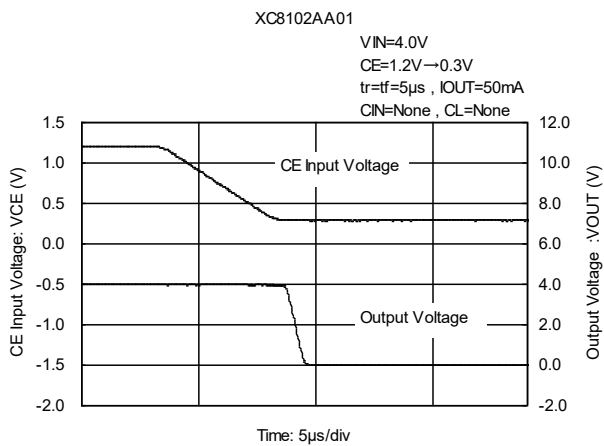 XC8102AA01
VIN=4.0V
CE=1.2V→0.3V
tr=tf=5μs , IOUT=50mA
CIN=None , CL=None
CE Input Voltage: VCE (V)
1.5
1.0
0.5
0.0
-0.5
-1.0
-1.5
-2.0
CE Input Voltage
Output Voltage
12.0
10.0
8.0
6.0
4.0
2.0
0.0
-2.0
Output Voltage :VOUT (V)
Time: 5μs/div